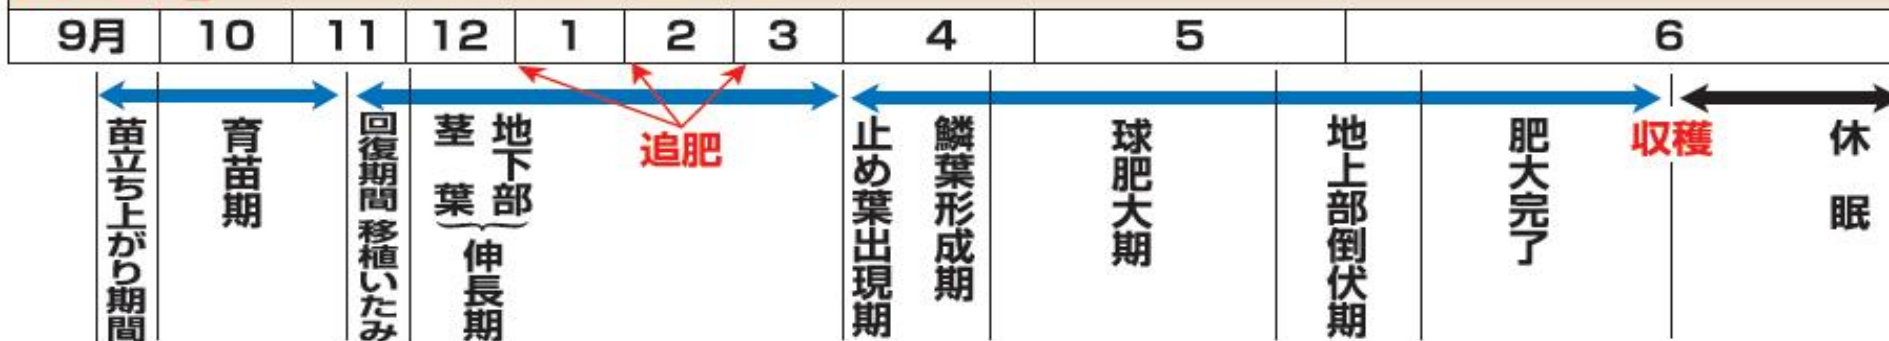 9月 10 11 12 1 2 3 4 5 6
苗立ち上がり期間
育苗期
移植いたみ
回復期間
地下部
茎葉
伸長期
追肥
止め葉出現期
鱗葉形成期
球肥大期
地上部倒伏期
肥大完了
収穫
休眠